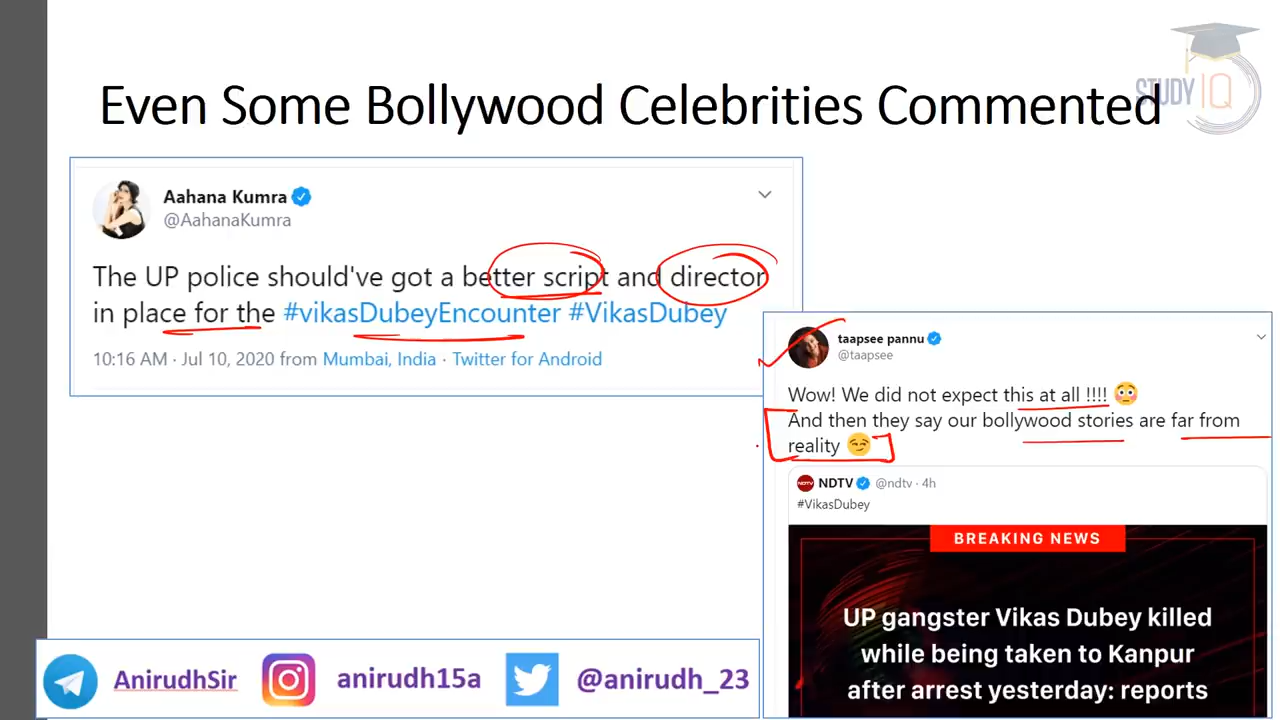 STUDY IQ
Even Some Bollywood Celebrities Commented
Aahana Kumra
@AahanaKumra
The UP police should've got a better script and director
in place for the #vikasDubeyEncounter #VikasDubey
10:16 AM · Jul 10, 2020 from Mumbai, India · Twitter for Android
taapsee pannu
@taapsee
Wow! We did not expect this at all !!!! 😳
And then they say our bollywood stories are far from
reality 😏
NDTV
NDTV @ndtv · 4h
#VikasDubey
BREAKING NEWS
UP gangster Vikas Dubey killed
while being taken to Kanpur
after arrest yesterday: reports
AnirudhSir anirudh15a @anirudh_23